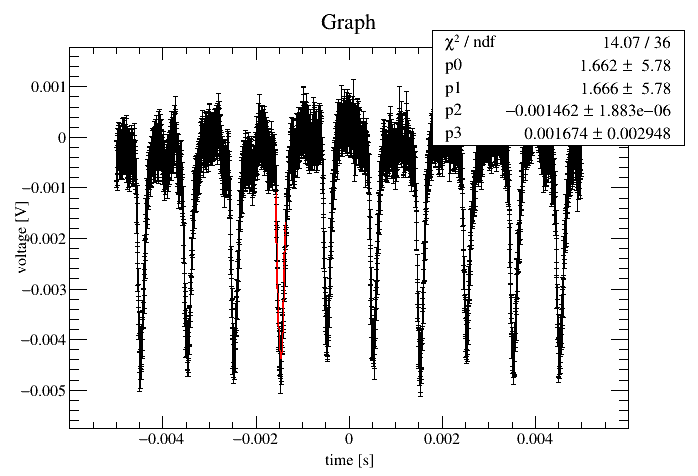 Graph
χ² / ndf 14.07 / 36
p0 1.662 ± 5.78
p1 1.666 ± 5.78
p2 −0.001462 ± 1.883e−06
p3 0.001674 ± 0.002948
voltage [V]
0.001
0
−0.001
−0.002
−0.003
−0.004
−0.005
−0.004 −0.002 0 0.002 0.004
time [s]